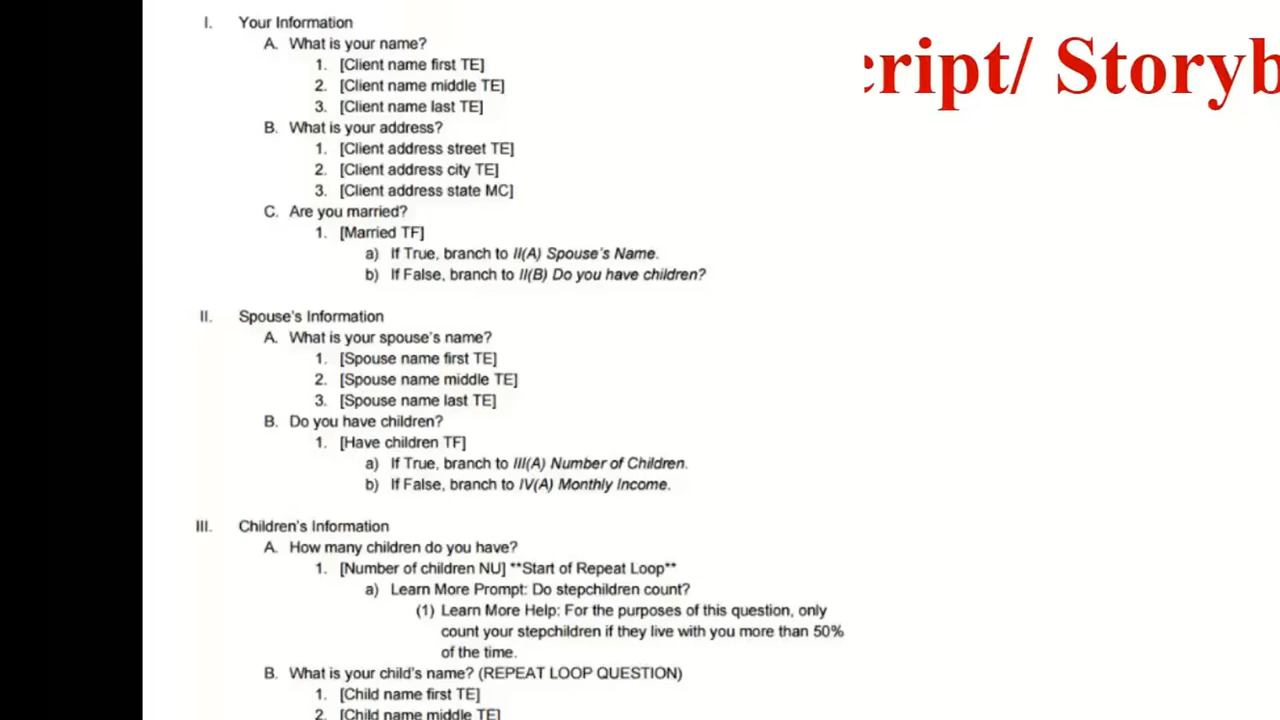 I. Your Information
A. What is your name?
1. [Client name first TE]
2. [Client name middle TE]
3. [Client name last TE]
B. What is your address?
1. [Client address street TE]
2. [Client address city TE]
3. [Client address state MC]
C. Are you married?
1. [Married TF]
a) If True, branch to II(A) Spouse's Name.
b) If False, branch to II(B) Do you have children?
II. Spouse's Information
A. What is your spouse's name?
1. [Spouse name first TE]
2. [Spouse name middle TE]
3. [Spouse name last TE]
B. Do you have children?
1. [Have children TF]
a) If True, branch to III(A) Number of Children.
b) If False, branch to IV(A) Monthly Income.
III. Children's Information
A. How many children do you have?
1. [Number of children NU] **Start of Repeat Loop**
a) Learn More Prompt: Do stepchildren count?
(1) Learn More Help: For the purposes of this question, only
count your stepchildren if they live with you more than 50%
of the time.
B. What is your child's name? (REPEAT LOOP QUESTION)
1. [Child name first TE]
2. [Child name middle TE]
cript/ Storyb